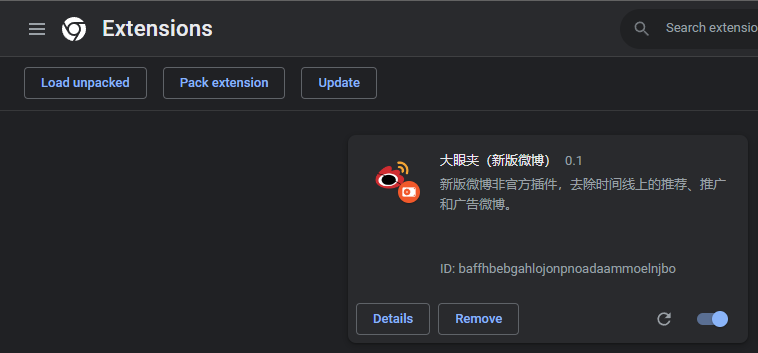 Extensions
Search extensio
Load unpacked
Pack extension
Update
大眼夹（新版微博） 0.1
新版微博非官方插件，去除时间线上的推荐、推广
和广告微博。
ID: baffhbebgahlojonpnoadaammoelnjbo
Details
Remove